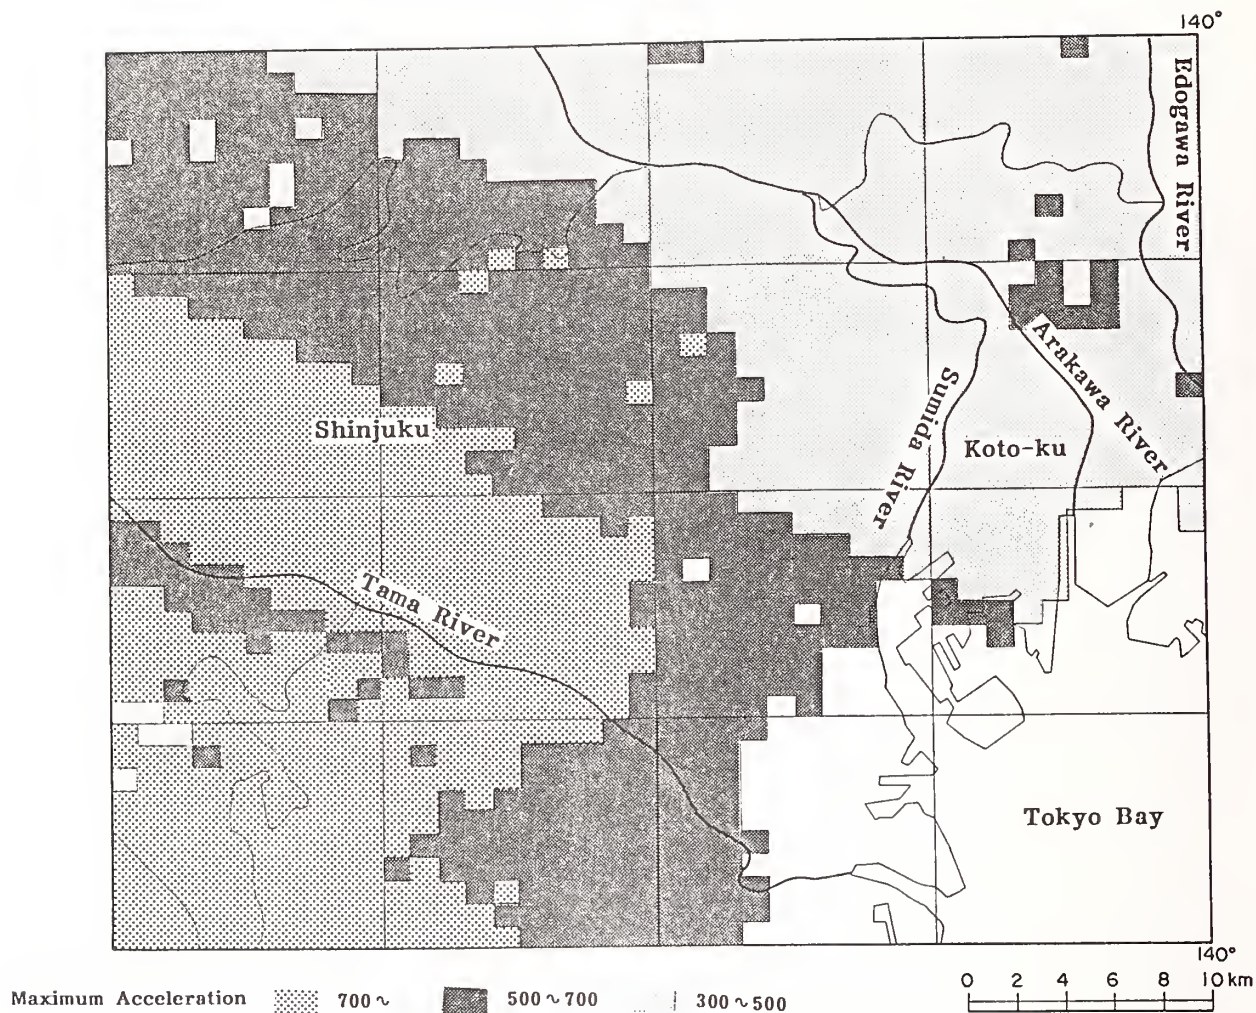 140°
Edogawa River
Arakawa River
Sumida River
Shinjuku
Koto-ku
Tama River
Tokyo Bay
140°
0 2 4 6 8 10 km
Maximum Acceleration 700~ 500~700 300~500